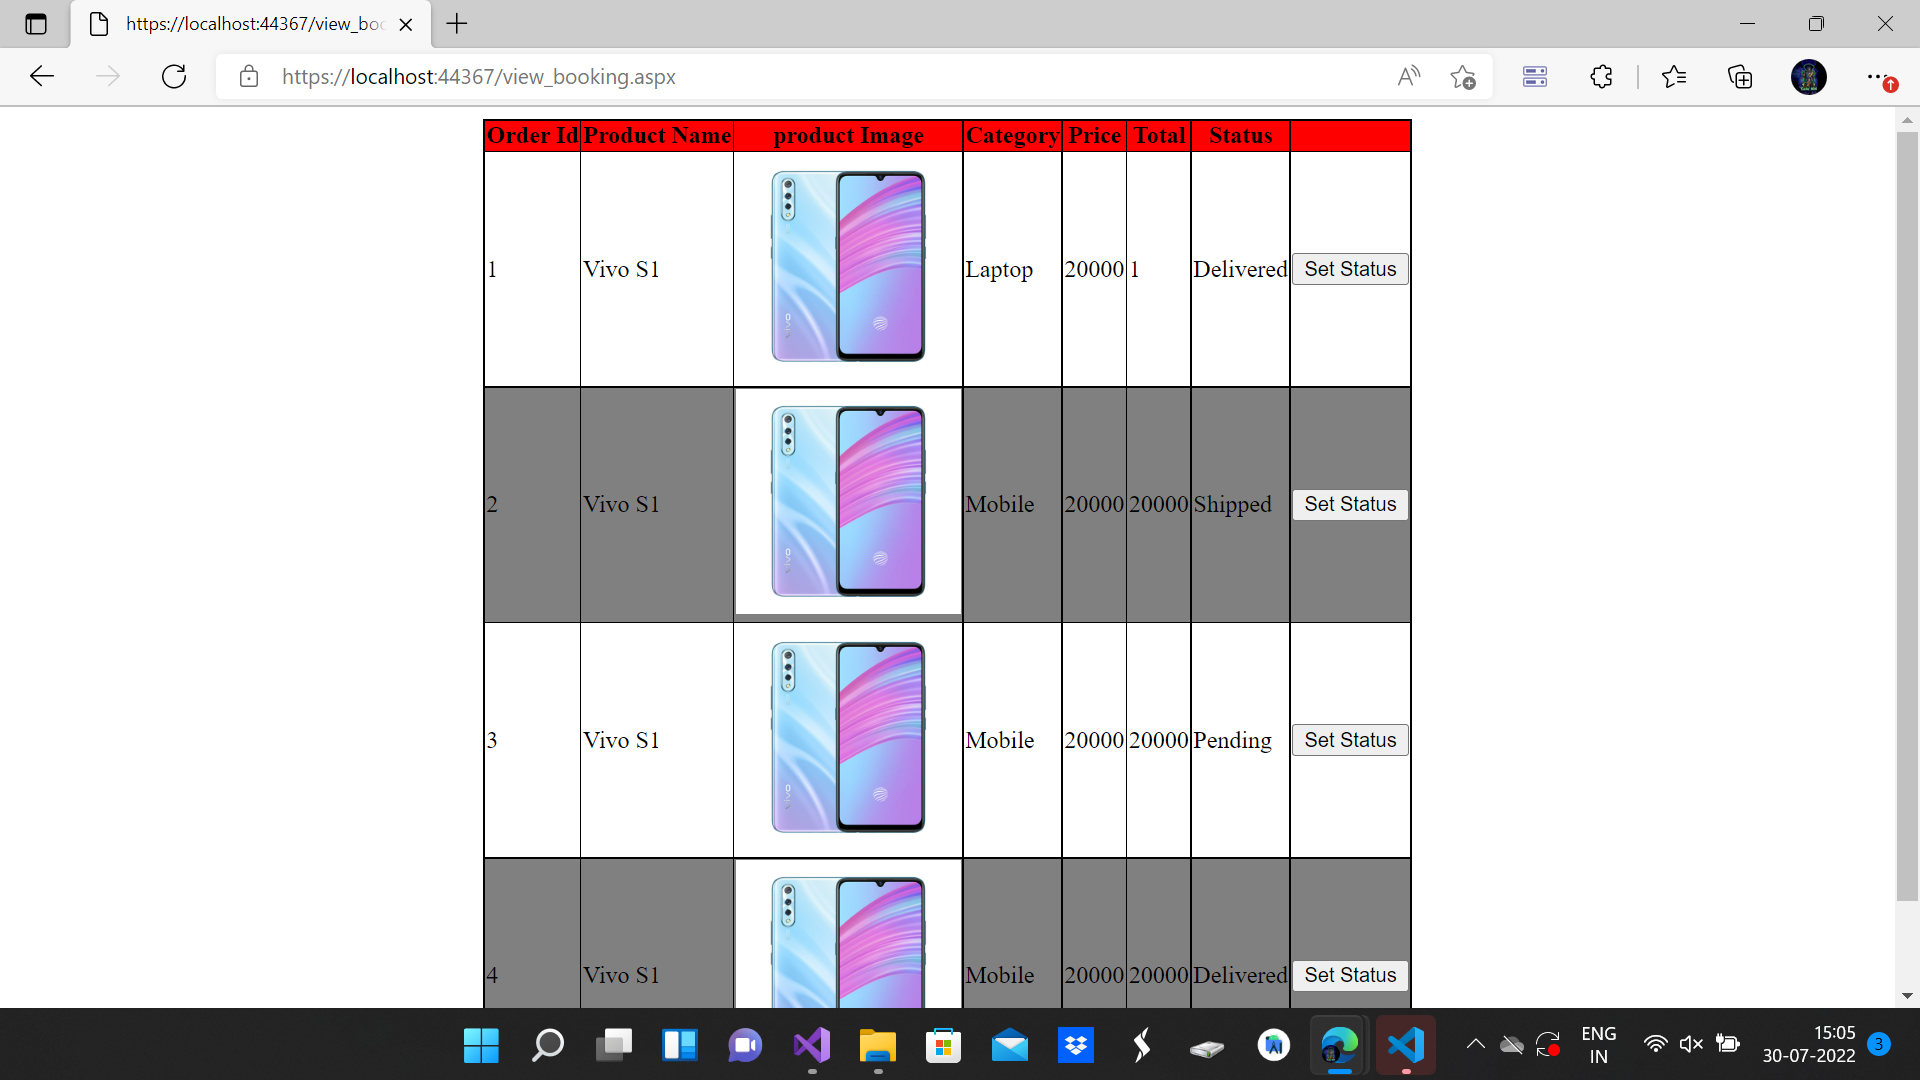 https://localhost:44367/view_boo
https://localhost:44367/view_booking.aspx
Order Id Product Name product Image Category Price Total Status
1 Vivo S1 vivo Laptop 20000 1 Delivered Set Status
2 Vivo S1 vivo Mobile 20000 20000 Shipped Set Status
3 Vivo S1 vivo Mobile 20000 20000 Pending Set Status
4 Vivo S1 Mobile 20000 20000 Delivered Set Status
ENG
IN
15:05
30-07-2022
3